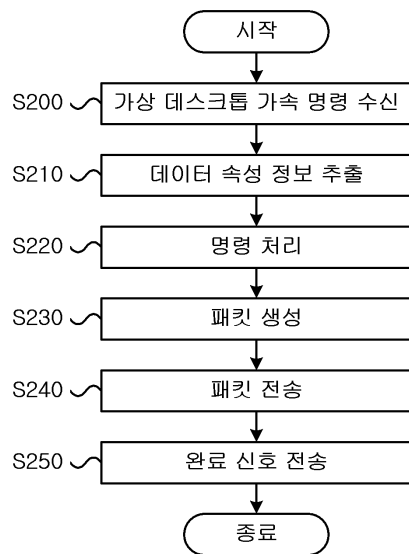 시작
S200 가상 데스크톱 가속 명령 수신
S210 데이터 속성 정보 추출
S220 명령 처리
S230 패킷 생성
S240 패킷 전송
S250 완료 신호 전송
종료